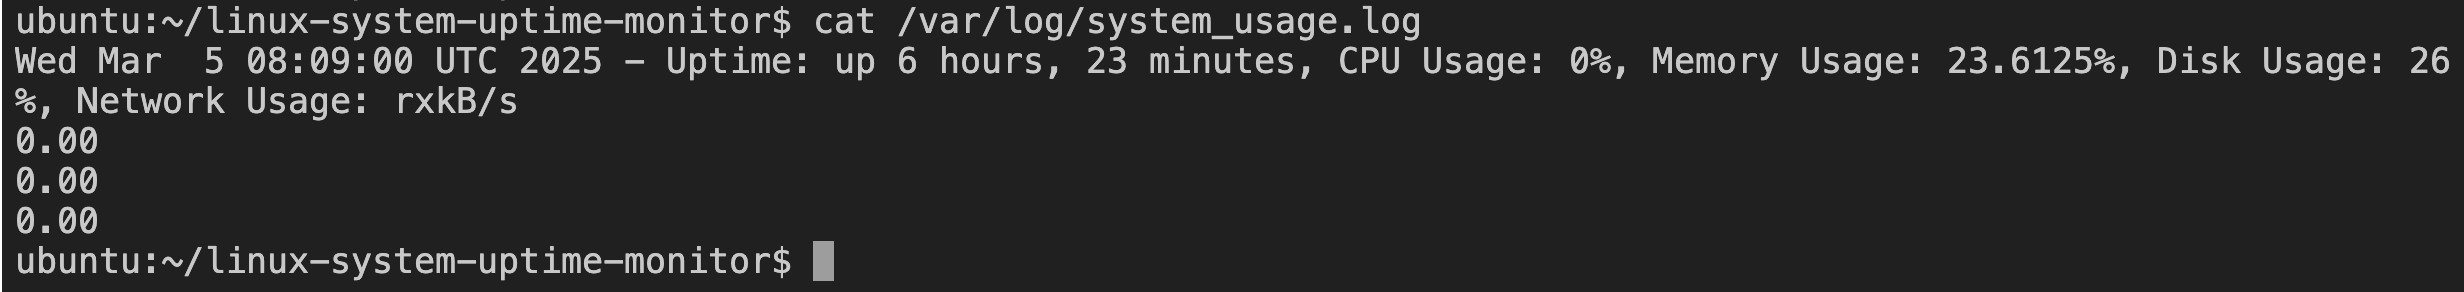 ubuntu:~/linux-system-uptime-monitor$ cat /var/log/system_usage.log
Wed Mar  5 08:09:00 UTC 2025 - Uptime: up 6 hours, 23 minutes, CPU Usage: 0%, Memory Usage: 23.6125%, Disk Usage: 26
%, Network Usage: rxkB/s
0.00
0.00
0.00
ubuntu:~/linux-system-uptime-monitor$